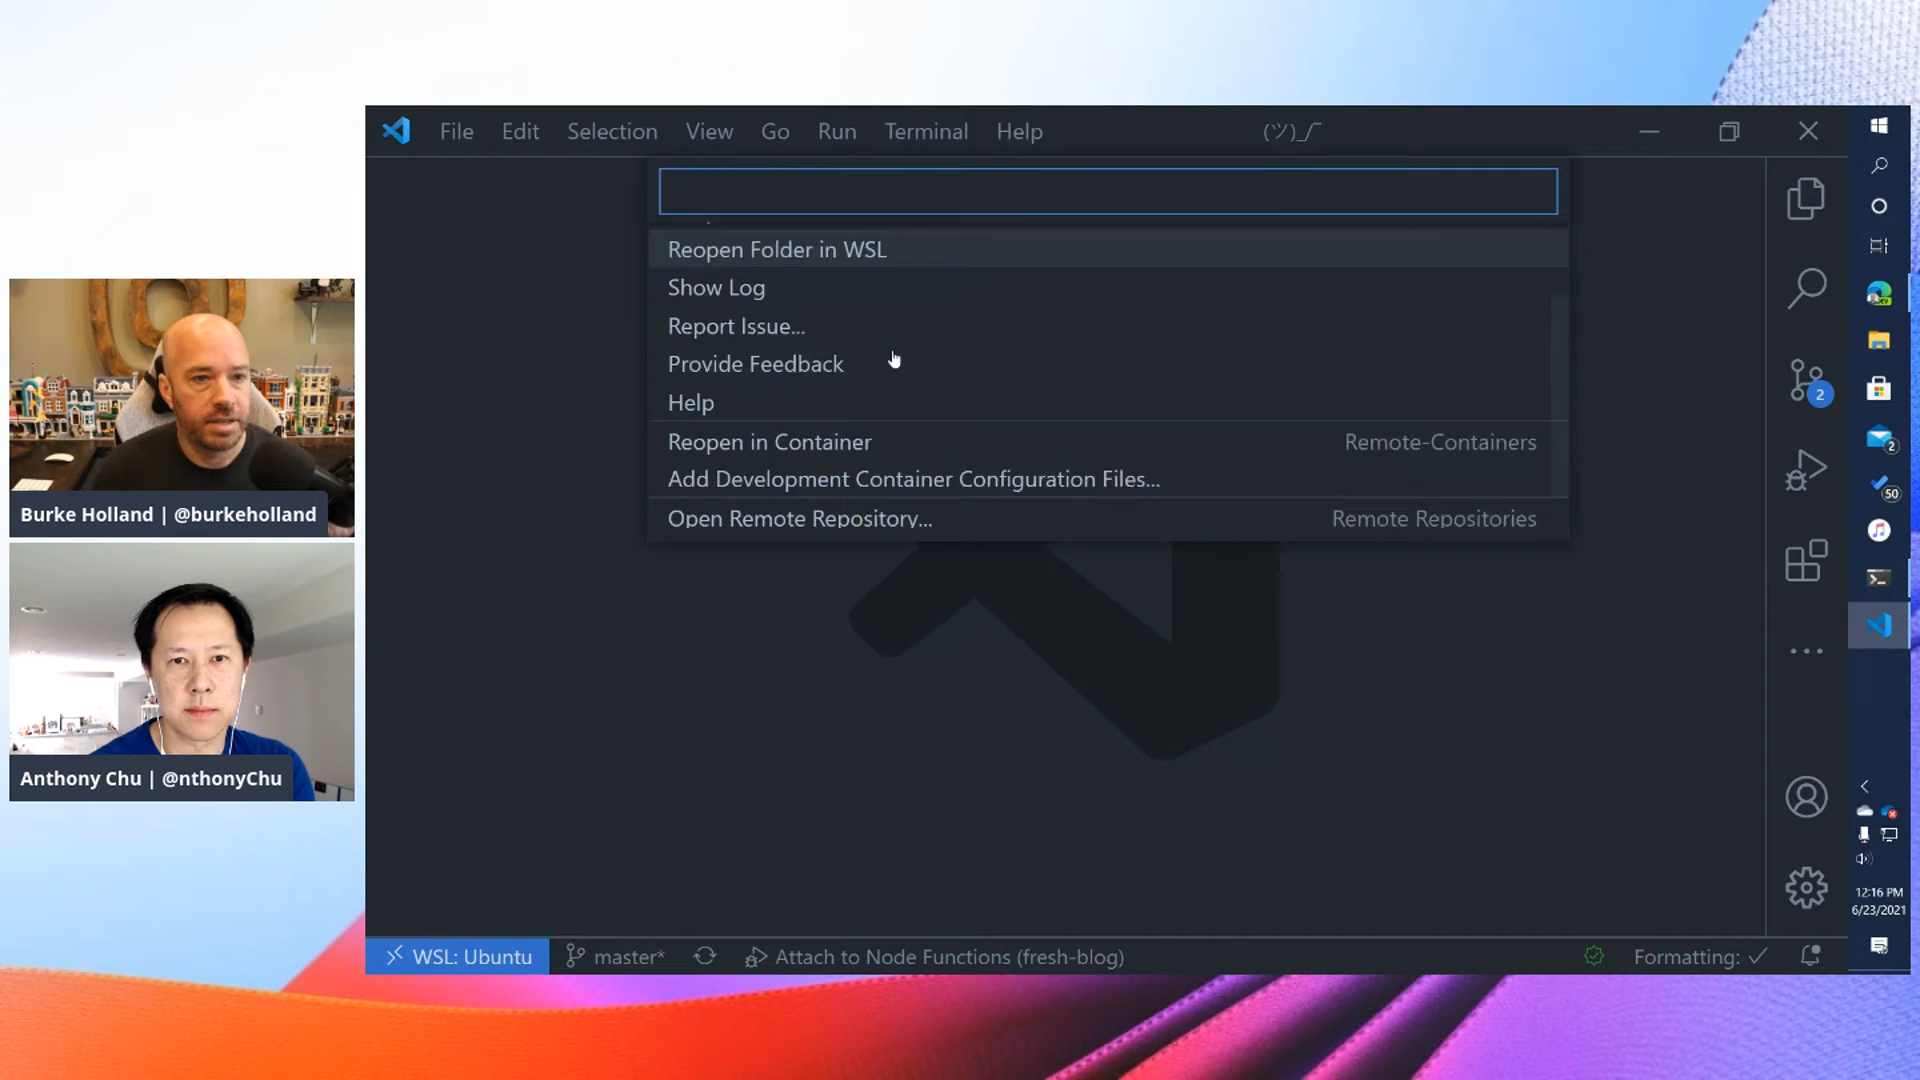 File Edit Selection View Go Run Terminal Help (ツ)_/¯
Reopen Folder in WSL
Show Log
Report Issue...
Provide Feedback
Help
Reopen in Container Remote-Containers
Add Development Container Configuration Files...
Open Remote Repository... Remote Repositories
2
2
50
Burke Holland | @burkeholland
Anthony Chu | @nthonyChu
12:16 PM
6/23/2021
WSL: Ubuntu master* Attach to Node Functions (fresh-blog) Formatting: ✓